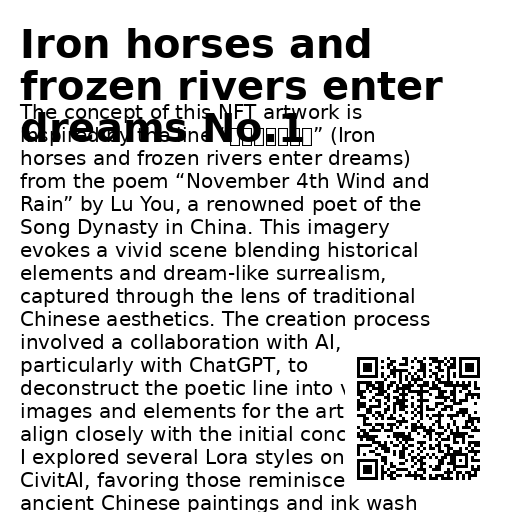 Iron horses and
frozen rivers enter
dreams No.1
The concept of this NFT artwork is
inspired by the line “□□□□□□□” (Iron
horses and frozen rivers enter dreams)
from the poem “November 4th Wind and
Rain” by Lu You, a renowned poet of the
Song Dynasty in China. This imagery
evokes a vivid scene blending historical
elements and dream-like surrealism,
captured through the lens of traditional
Chinese aesthetics. The creation process
involved a collaboration with AI,
particularly with ChatGPT, to
deconstruct the poetic line into
images and elements for the art
align closely with the initial conc
I explored several Lora styles on
CivitAI, favoring those reminisce
ancient Chinese paintings and ink wash